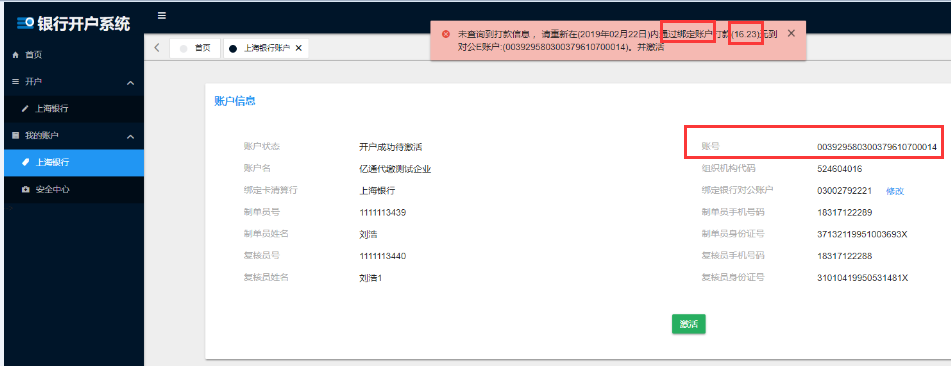 银行开户系统
首页
开户
上海银行
我的账户
上海银行
安全中心
首页
上海银行账户
未查询到打款信息， 请重新在(2019年02月22日)内通过绑定账户打款(16.23)元到
对公E账户:(003929580300379610700014)。并激活
账户信息
账户状态 开户成功待激活 账号 003929580300379610700014
账户名 亿通代缴测试企业 组织机构代码 524604016
绑定卡清算行 上海银行 绑定银行对公账户 03002792221 修改
制单员号 1111113439 制单员手机号码 18317122289
制单员姓名 刘浩 制单员身份证号 37132119951003693X
复核员号 1111113440 复核员手机号码 18317122288
复核员姓名 刘浩1 复核员身份证号 31010419950531481X
激活